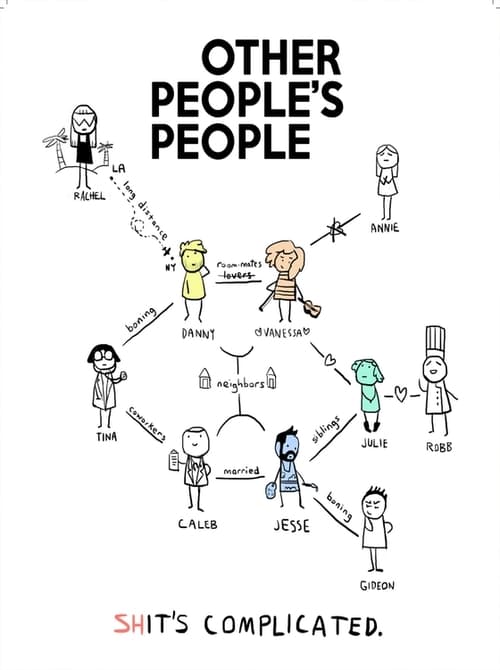 OTHER
PEOPLE'S
PEOPLE
LA
RACHEL
long distance
NY
ANNIE
room-mates
lovers
DANNY
♡VANESSA♡
boning
neighbors
TINA
coworkers
siblings
JULIE
ROBB
married
CALEB
JESSE
boning
GIDEON
SHIT'S COMPLICATED.